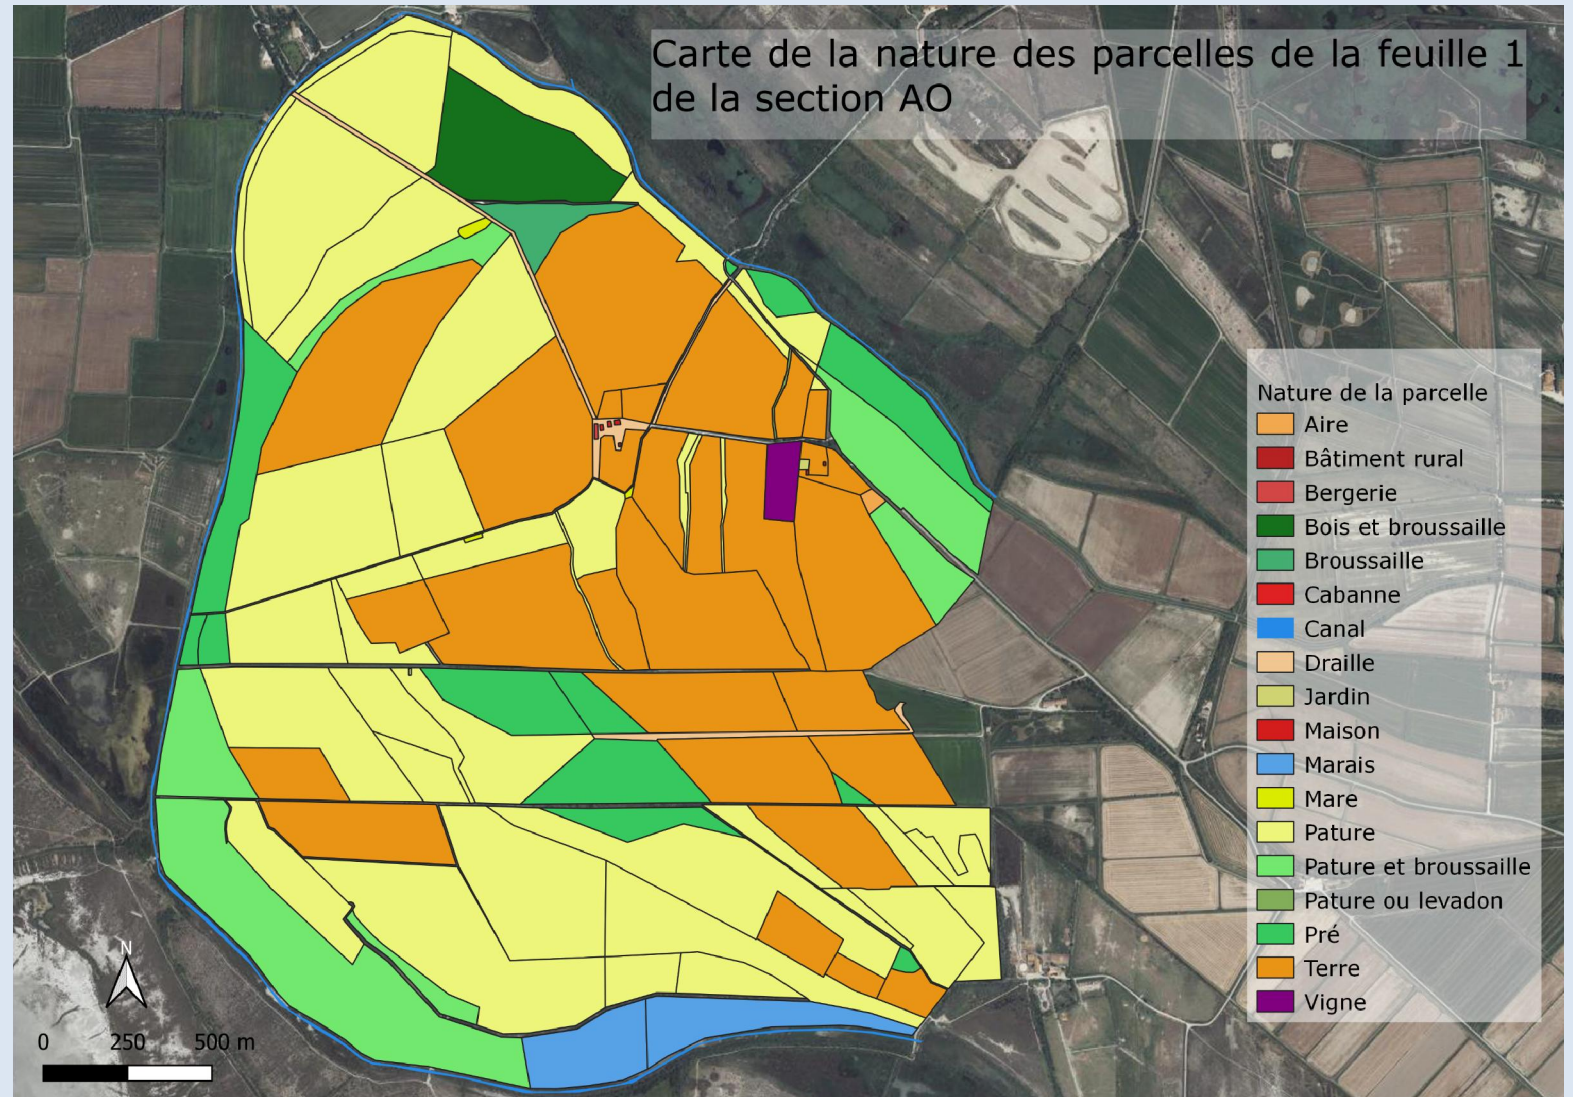 Carte de la nature des parcelles de la feuille 1
de la section AO
Nature de la parcelle
Aire
Bâtiment rural
Bergerie
Bois et broussaille
Broussaille
Cabanne
Canal
Draille
Jardin
Maison
Marais
Mare
Pature
Pature et broussaille
Pature ou levadon
Pré
Terre
Vigne
N
0 250 500 m